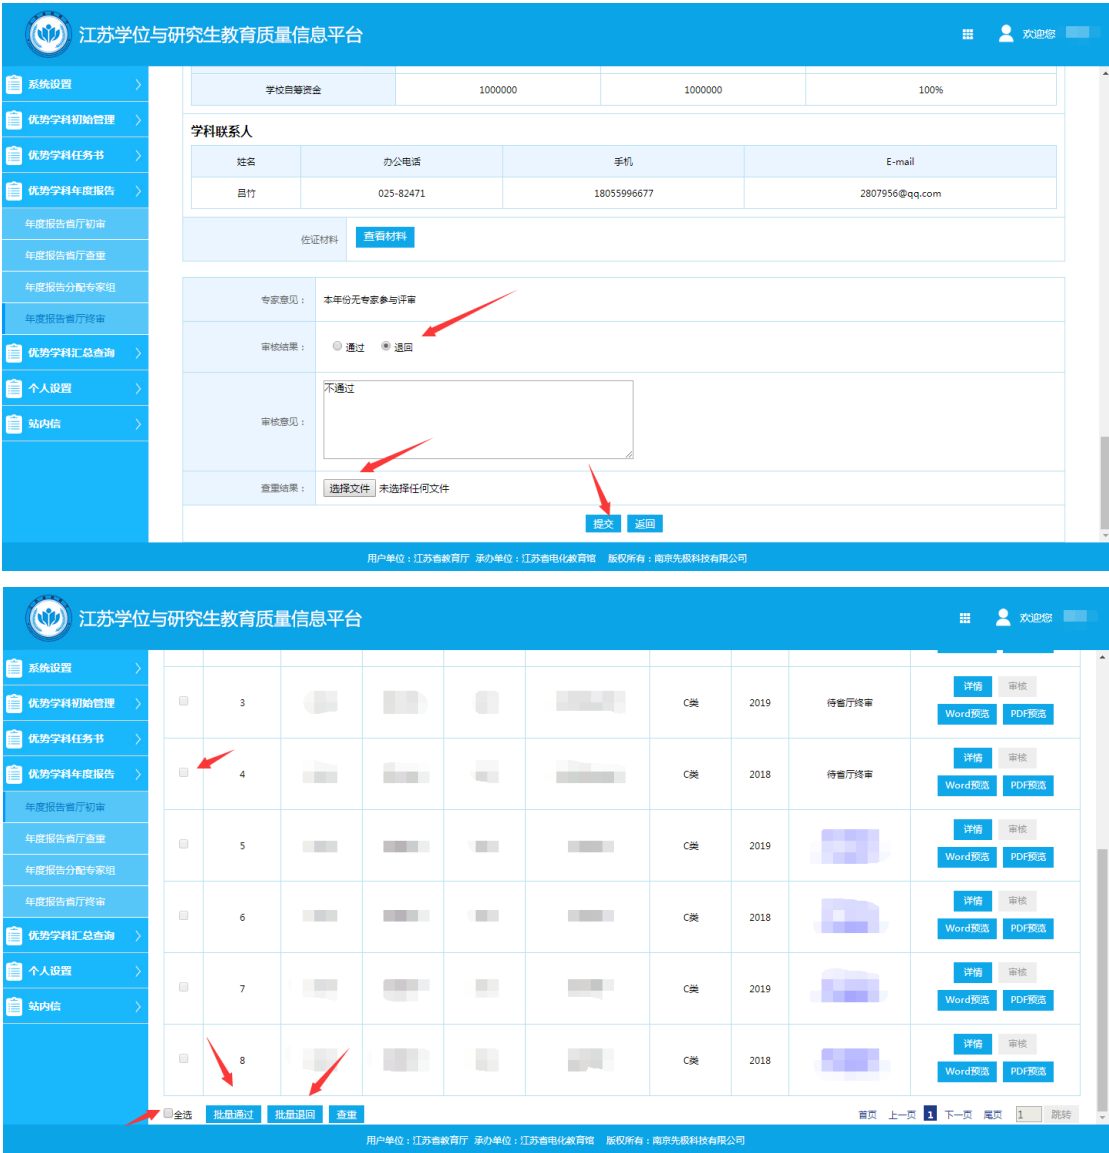 江苏学位与研究生教育质量信息平台
欢迎您
系统设置
优势学科初始管理
优势学科任务书
优势学科年度报告
年度报告省厅初审
年度报告省厅查重
年度报告分配专家组
年度报告省厅终审
优势学科汇总查询
个人设置
站内信
学校自筹资金 1000000 1000000 100%
学科联系人
姓名 办公电话 手机 E-mail
吕竹 025-82471 18055996677 2807956@qq.com
佐证材料 查看材料
专家意见： 本年份无专家参与评审
审核结果： 通过 退回
审核意见： 不通过
查重结果： 选择文件 未选择任何文件
提交 返回
用户单位：江苏省教育厅 承办单位：江苏省电化教育馆 版权所有：南京先极科技有限公司
江苏学位与研究生教育质量信息平台
欢迎您
系统设置
优势学科初始管理
优势学科任务书
优势学科年度报告
年度报告省厅初审
年度报告省厅查重
年度报告分配专家组
年度报告省厅终审
优势学科汇总查询
个人设置
站内信
3 C类 2019 待省厅终审 详情 审核
Word预览 PDF预览
4 C类 2018 待省厅终审 详情 审核
Word预览 PDF预览
5 C类 2019 详情 审核
Word预览 PDF预览
6 C类 2018 详情 审核
Word预览 PDF预览
7 C类 2019 详情 审核
Word预览 PDF预览
8 C类 2018 详情 审核
Word预览 PDF预览
全选 批量通过 批量退回 查重 首页 上一页 1 下一页 尾页 1 跳转
用户单位：江苏省教育厅 承办单位：江苏省电化教育馆 版权所有：南京先极科技有限公司